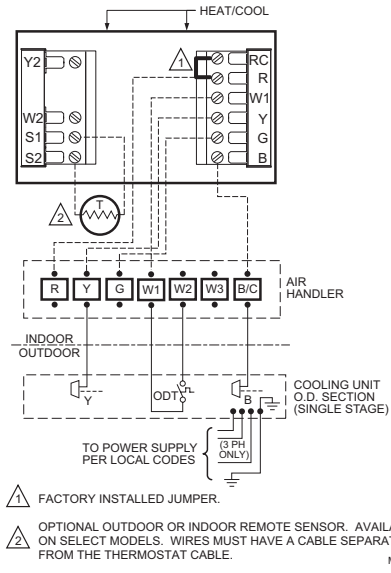 HEAT/COOL
Y2
W2
S1
S2
1
RC
R
W1
Y
G
B
2
T
R
Y
G
W1
W2
W3
B/C
AIR
HANDLER
INDOOR
OUTDOOR
Y
ODT
B
COOLING UNIT
O.D. SECTION
(SINGLE STAGE)
TO POWER SUPPLY
PER LOCAL CODES
(3 PH
ONLY)
1 FACTORY INSTALLED JUMPER.
2 OPTIONAL OUTDOOR OR INDOOR REMOTE SENSOR. AVAILA
ON SELECT MODELS. WIRES MUST HAVE A CABLE SEPARAT
FROM THE THERMOSTAT CABLE.